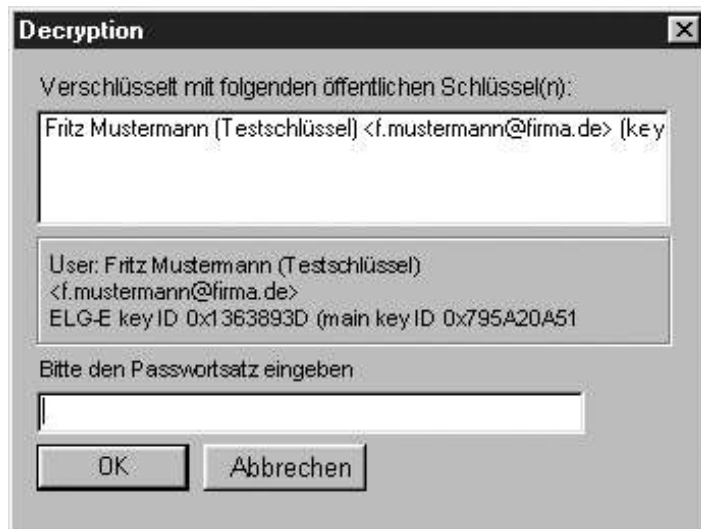 Decryption
Verschlüsselt mit folgenden öffentlichen Schlüssel(n):
Fritz Mustermann (Testschlüssel) <f.mustermann@firma.de> (key
User: Fritz Mustermann (Testschlüssel)
<f.mustermann@firma.de>
ELG-E key ID 0x1363893D (main key ID 0x795A20A51
Bitte den Passwortsatz eingeben
OK
Abbrechen